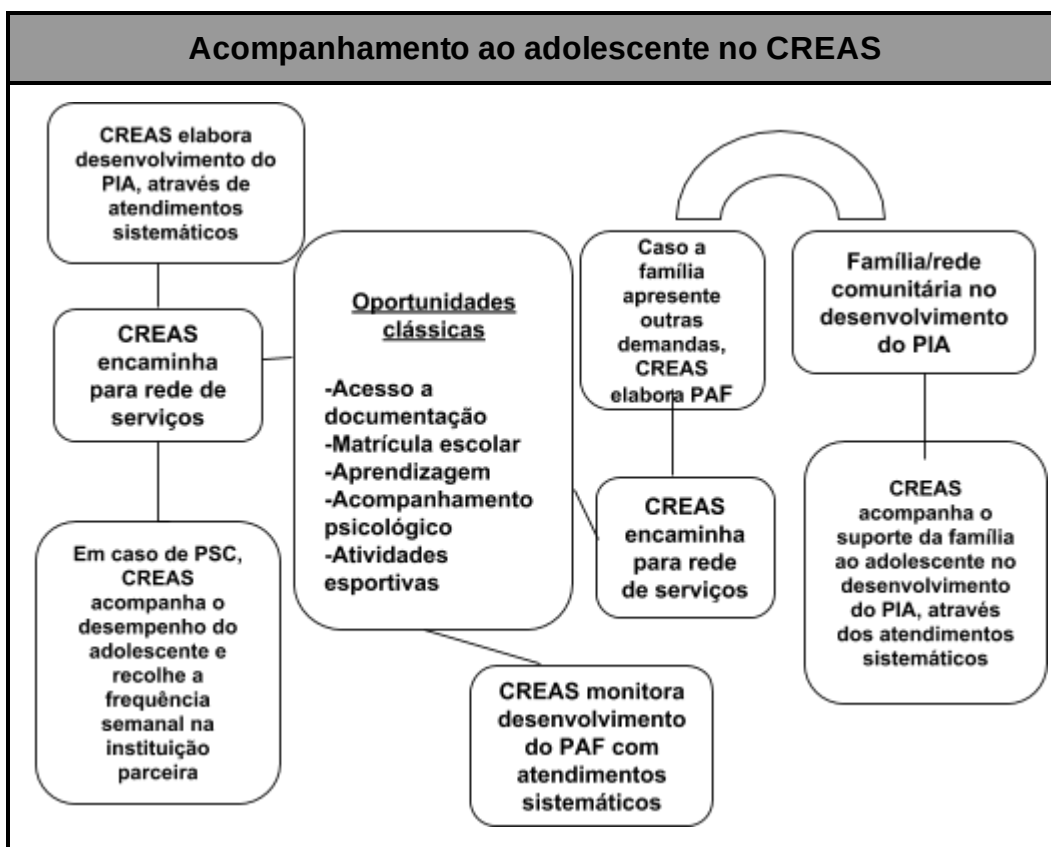 Acompanhamento ao adolescente no CREAS
CREAS elabora
desenvolvimento do
PIA, através de
atendimentos
sistemáticos
CREAS
encaminha
para rede de
serviços
Em caso de PSC,
CREAS
acompanha o
desempenho do
adolescente e
recolhe a
frequência
semanal na
instituição
parceira
Oportunidades
clássicas
-Acesso a
documentação
-Matrícula escolar
-Aprendizagem
-Acompanhamento
psicológico
-Atividades
esportivas
Caso a
família
apresente
outras
demandas,
CREAS
elabora PAF
CREAS
encaminha
para rede
de serviços
CREAS monitora
desenvolvimento
do PAF com
atendimentos
sistemáticos
Família/rede
comunitária no
desenvolvimento
do PIA
CREAS
acompanha o
suporte da família
ao adolescente no
desenvolvimento
do PIA, através
dos atendimentos
sistemáticos